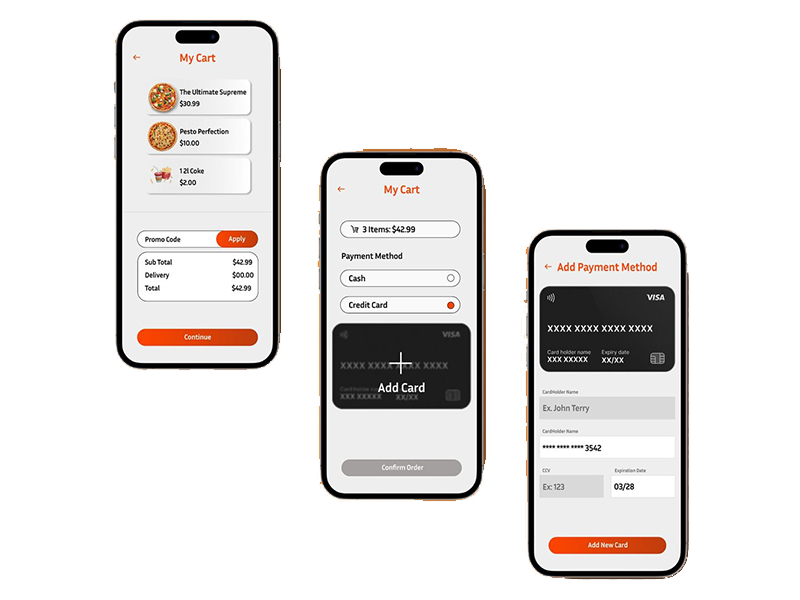 My Cart
The Ultimate Supreme
$30.99
Pesto Perfection
$10.00
1 2l Coke
$2.00
Promo Code Apply
Sub Total $42.99
Delivery $00.00
Total $42.99
Continue
My Cart
3 Items: $42.99
Payment Method
Cash
Credit Card
VISA
XXXX XXXX XXXX XXXX
Add Card
Card holder name
XXX XXXXX XX/XX
Confirm Order
Add Payment Method
VISA
XXXX XXXX XXXX XXXX
Card holder name Expiry date
XXX XXXXX XX/XX
CardHolder Name
Ex. John Terry
CardHolder Name
**** **** **** 3542
CCV Expiration Date
Ex: 123 03/28
Add New Card